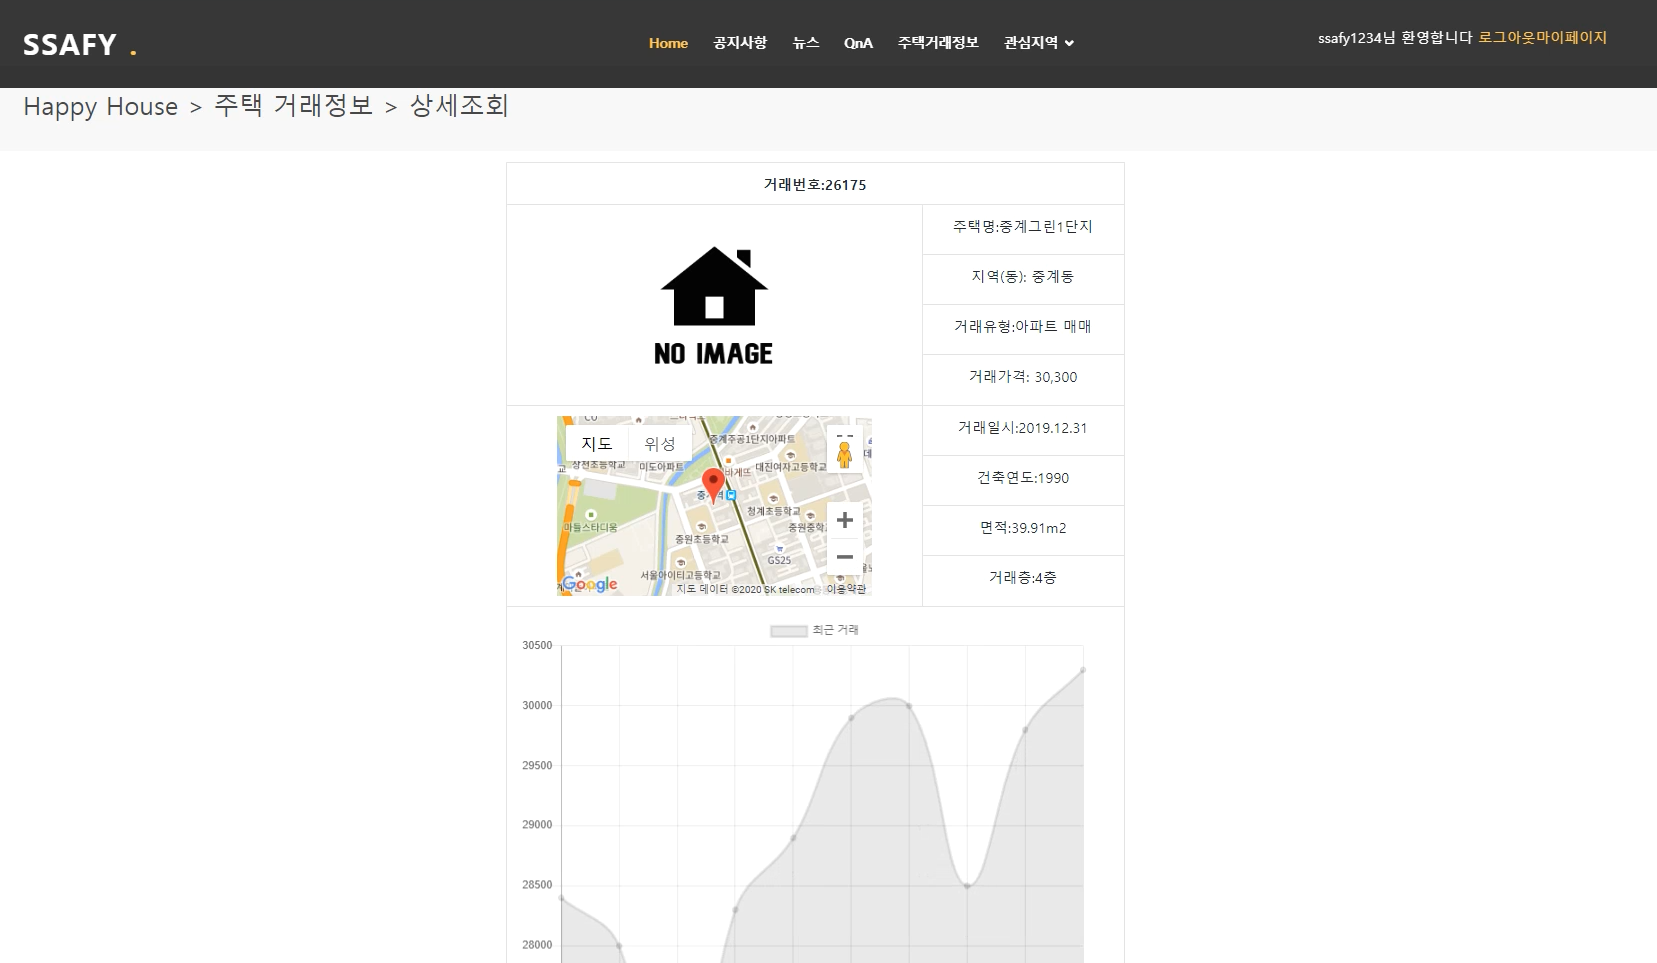 SSAFY .
Home 공지사항 뉴스 QnA 주택거래정보 관심지역
ssafy1234님 환영합니다 로그아웃마이페이지
Happy House > 주택 거래정보 > 상세조회
거래번호:26175
NO IMAGE
주택명:중계그린1단지
지역(동): 중계동
거래유형:아파트 매매
거래가격: 30,300
지도 위성
중계주공1단지아파트
상천초등학교 미도아파트
바게뜨 대진여자고등학교
청계초등학교
마들스타디움
중원초등학교
중원중학
GS25
서울아이티고등학교
Google
지도 데이터 ©2020 SK telecom 이용약관
거래일시:2019.12.31
건축연도:1990
면적:39.91m2
거래층:4층
최근 거래
30500
30000
29500
29000
28500
28000